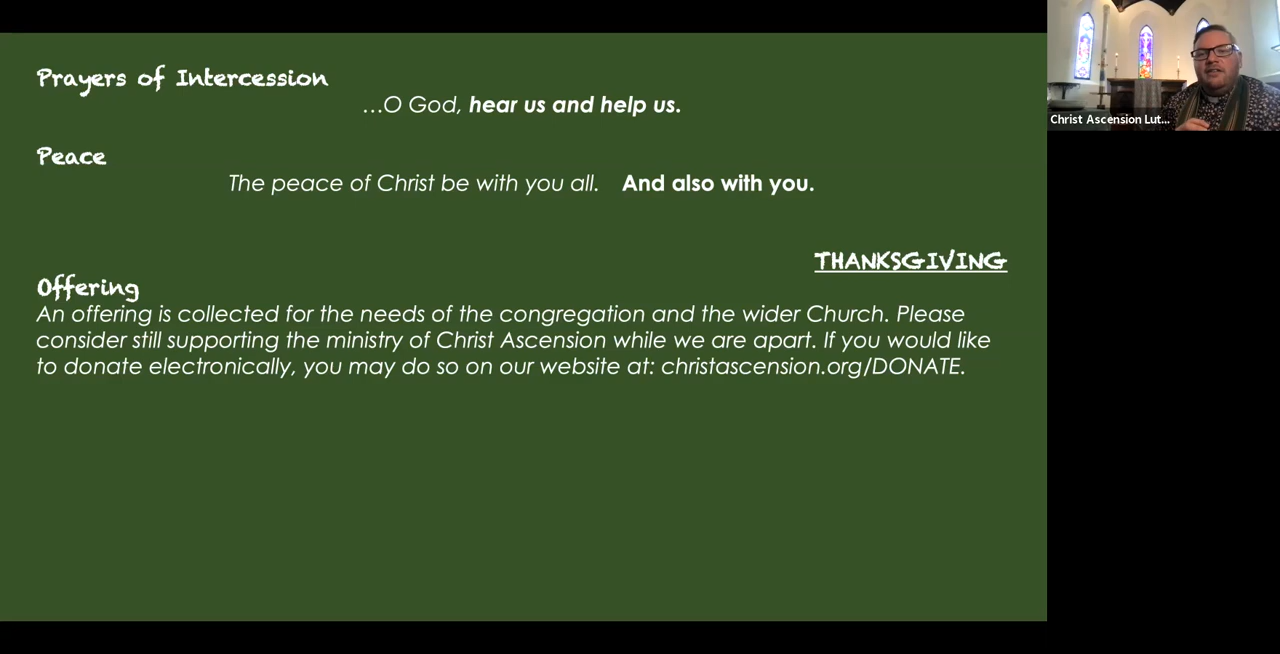 Prayers of Intercession
…O God, hear us and help us.
Peace
The peace of Christ be with you all. And also with you.
THANKSGIVING
Offering
An offering is collected for the needs of the congregation and the wider Church. Please
consider still supporting the ministry of Christ Ascension while we are apart. If you would like
to donate electronically, you may do so on our website at: christascension.org/DONATE.
Christ Ascension Lut...